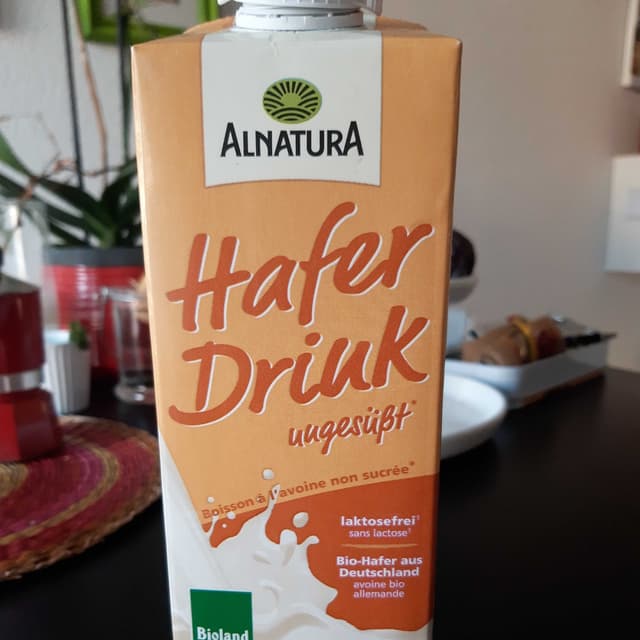 ALNATURA
Hafer
Drink
ungesüßt*
Boisson à l'avoine non sucrée*
laktosefrei¹
sans lactose¹
Bio-Hafer aus
Deutschland
avoine bio
allemande
Bioland